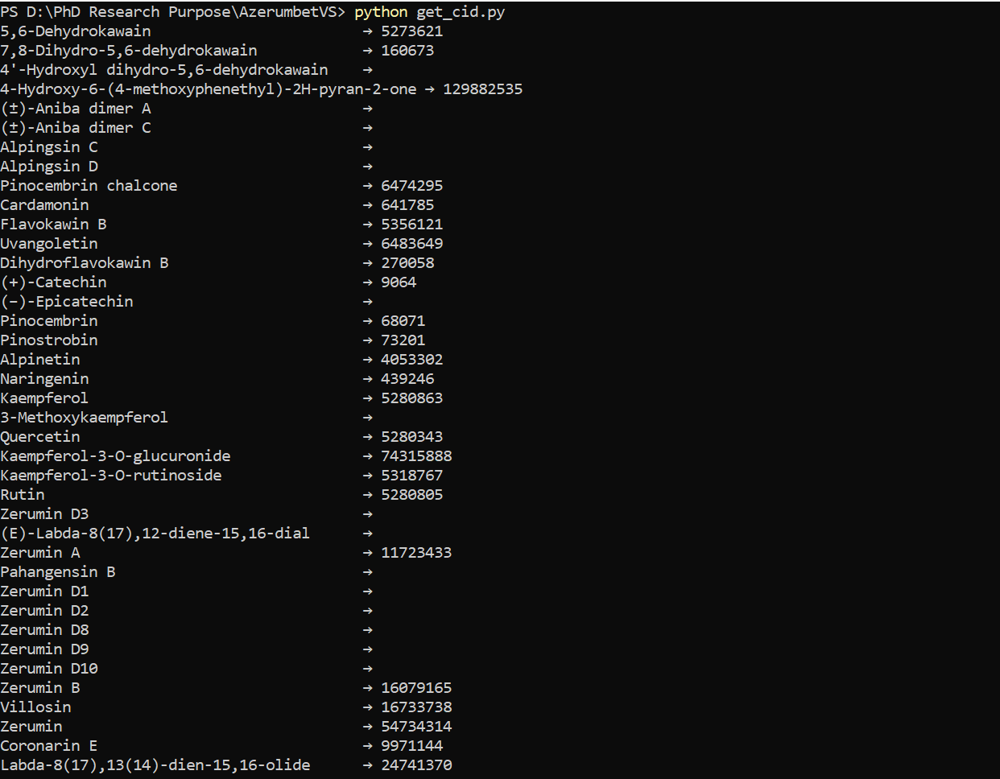 PS D:\PhD Research Purpose\AzerumbetVS> python get_cid.py
5,6-Dehydrokawain → 5273621
7,8-Dihydro-5,6-dehydrokawain → 160673
4'-Hydroxyl dihydro-5,6-dehydrokawain →
4-Hydroxy-6-(4-methoxyphenethyl)-2H-pyran-2-one → 129882535
(±)-Aniba dimer A →
(±)-Aniba dimer C →
Alpingsin C →
Alpingsin D →
Pinocembrin chalcone → 6474295
Cardamonin → 641785
Flavokawin B → 5356121
Uvangoletin → 6483649
Dihydroflavokawin B → 270058
(+)-Catechin → 9064
(−)-Epicatechin →
Pinocembrin → 68071
Pinostrobin → 73201
Alpinetin → 4053302
Naringenin → 439246
Kaempferol → 5280863
3-Methoxykaempferol →
Quercetin → 5280343
Kaempferol-3-O-glucuronide → 74315888
Kaempferol-3-O-rutinoside → 5318767
Rutin → 5280805
Zerumin D3 →
(E)-Labda-8(17),12-diene-15,16-dial →
Zerumin A → 11723433
Pahangensin B →
Zerumin D1 →
Zerumin D2 →
Zerumin D8 →
Zerumin D9 →
Zerumin D10 →
Zerumin B → 16079165
Villosin → 16733738
Zerumin → 54734314
Coronarin E → 9971144
Labda-8(17),13(14)-dien-15,16-olide → 24741370